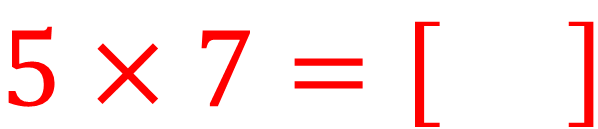 5 × 7 = [ ]